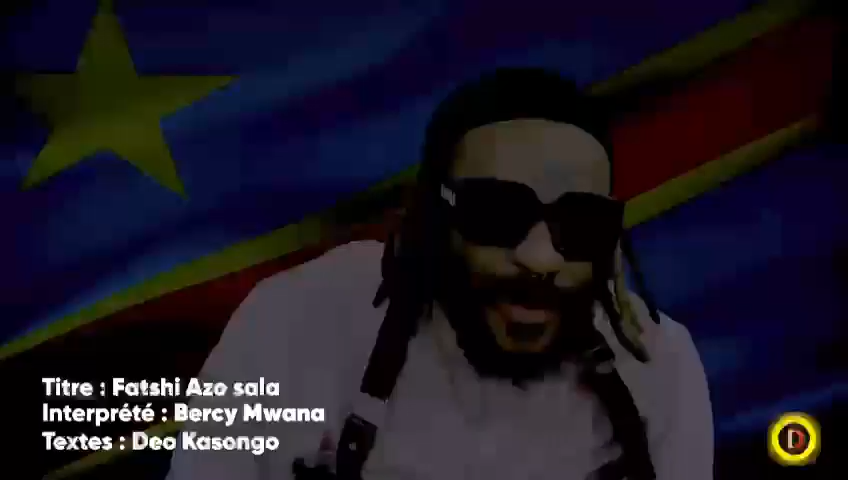 Titre : Fatshi Azo sala
Interprété : Bercy Mwana
Textes : Deo Kasongo
D